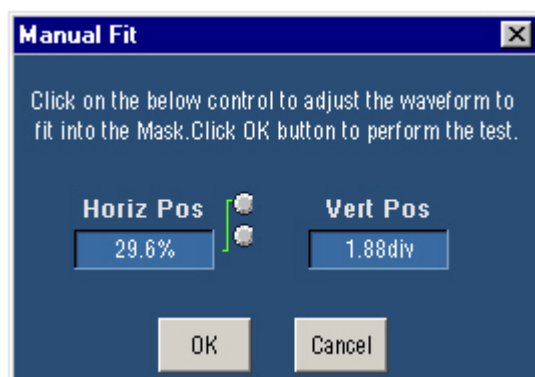 Manual Fit
Click on the below control to adjust the waveform to
fit into the Mask.Click OK button to perform the test.
Horiz Pos
Vert Pos
29.6%
1.88div
OK
Cancel